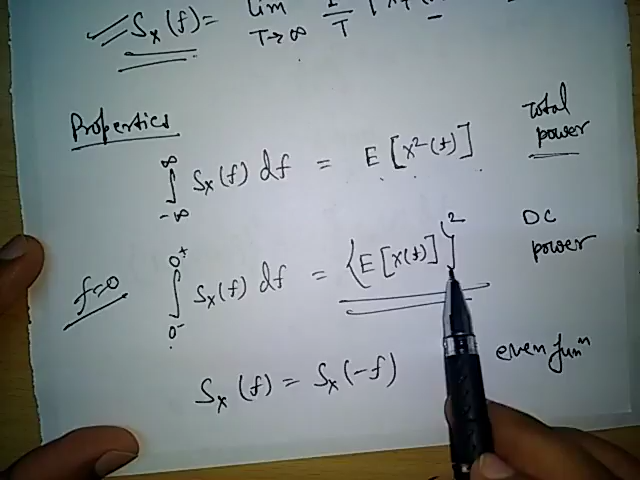 Sx(f) = lim T→∞ 1/T
Properties
∫_{-∞}^{∞} Sx(f) df = E[x²(t)] Total power
f=0 ∫_{0⁻}^{0⁺} Sx(f) df = {E[x(t)]}² DC power
Sx(f) = Sx(-f) even funⁿ